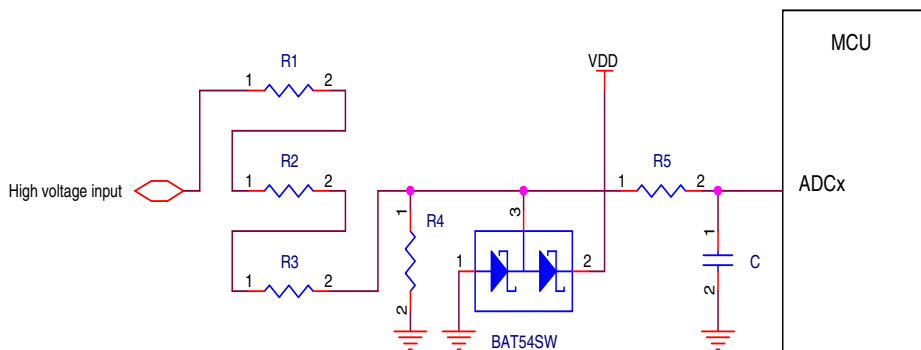 MCU
R1
VDD
1 2
R2
R5
1 2
1 2
High voltage input
ADCx
1
R4
3
R3
1 2
1 2
1
C
2
2
BAT54SW